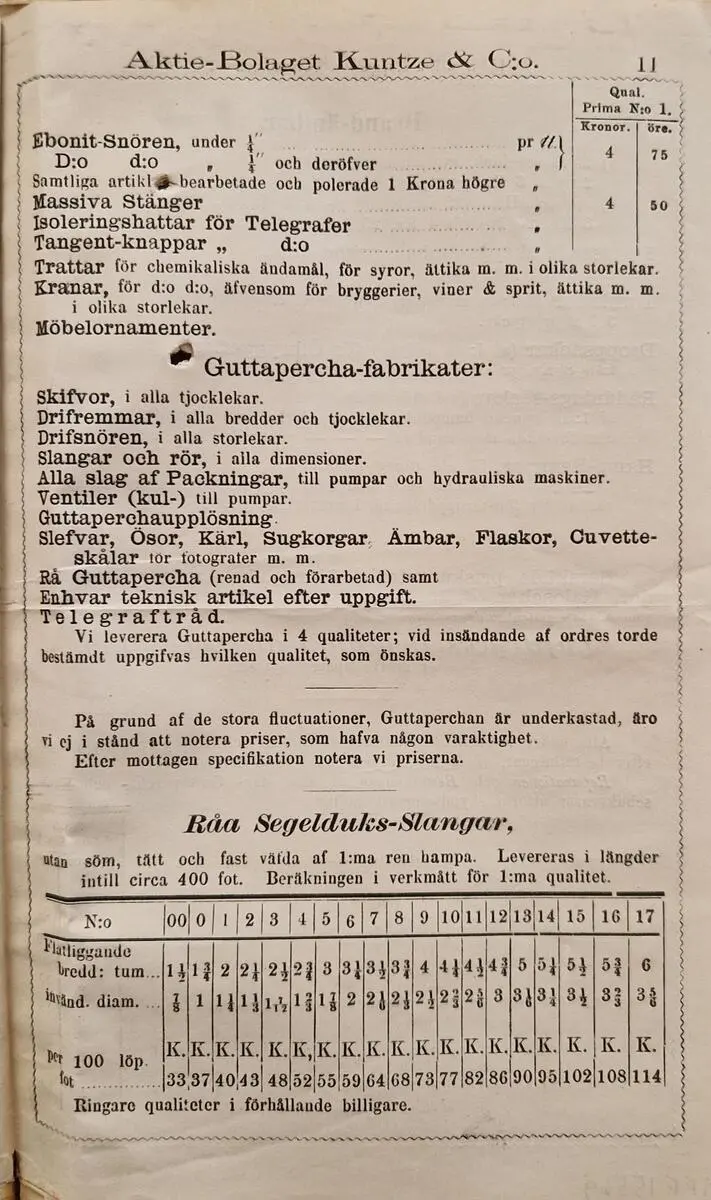 Aktie-Bolaget Kuntze & C:o. 11
Qual.
Prima N:o 1.
Kronor. öre.
Ebonit-Snören, under ¼″ pr ℔ 4 75
D:o d:o „ ¼″ och deröfver „
Samtliga artikl bearbetade och polerade 1 Krona högre „
Massiva Stänger „ 4 50
Isoleringshattar för Telegrafer „
Tangent-knappar „ d:o „
Trattar för chemikaliska ändamål, för syror, ättika m. m. i olika storlekar.
Kranar, för d:o d:o, äfvensom för bryggerier, viner & sprit, ättika m. m.
i olika storlekar.
Möbelornamenter.
Guttapercha-fabrikater:
Skifvor, i alla tjocklekar.
Drifremmar, i alla bredder och tjocklekar.
Drifsnören, i alla storlekar.
Slangar och rör, i alla dimensioner.
Alla slag af Packningar, till pumpar och hydrauliska maskiner.
Ventiler (kul-) till pumpar.
Guttaperchaupplösning.
Slefvar, Ösor, Kärl, Sugkorgar, Ämbar, Flaskor, Cuvette-
skålar för fotografer m. m.
Rå Guttapercha (renad och förarbetad) samt
Enhvar teknisk artikel efter uppgift.
Telegraftråd.
Vi leverera Guttapercha i 4 qualiteter; vid insändande af ordres torde
bestämdt uppgifvas hvilken qualitet, som önskas.
På grund af de stora fluctuationer, Guttaperchan är underkastad, äro
vi ej i stånd att notera priser, som hafva någon varaktighet.
Efter mottagen specifikation notera vi priserna.
Råa Segelduks-Slangar,
utan söm, tätt och fast väfda af 1:ma ren hampa. Levereras i längder
intill circa 400 fot. Beräkningen i verkmått för 1:ma qualitet.
N:o 00 0 1 2 3 4 5 6 7 8 9 10 11 12 13 14 15 16 17
Flatliggande
bredd: tum... 1½ 1¾ 2 2¼ 2½ 2¾ 3 3¼ 3½ 3¾ 4 4¼ 4½ 4¾ 5 5¼ 5½ 5¾ 6
invänd. diam. ... ⅞ 1 1¼ 1⅓ 1⅔ 1⅞ 2 2⅙ 2⅓ 2½ 2⅔ 2⅚ 3 3⅙ 3¼ 3½ 3⅔ 3⅚
K. K. K. K. K. K, K. K. K. K. K. K. K. K. K. K. K. K. K.
per 100 löp.
fot 33 37 40 43 48 52 55 59 64 68 73 77 82 86 90 95 102 108 114
Ringare qualiteter i förhållande billigare.